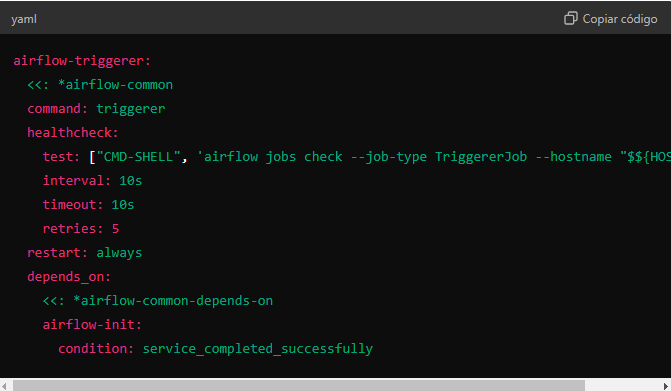 yaml
Copiar código
airflow-triggerer:
  <<: *airflow-common
  command: triggerer
  healthcheck:
    test: ["CMD-SHELL", 'airflow jobs check --job-type TriggererJob --hostname "$${HOS
    interval: 10s
    timeout: 10s
    retries: 5
  restart: always
  depends_on:
    <<: *airflow-common-depends-on
    airflow-init:
      condition: service_completed_successfully